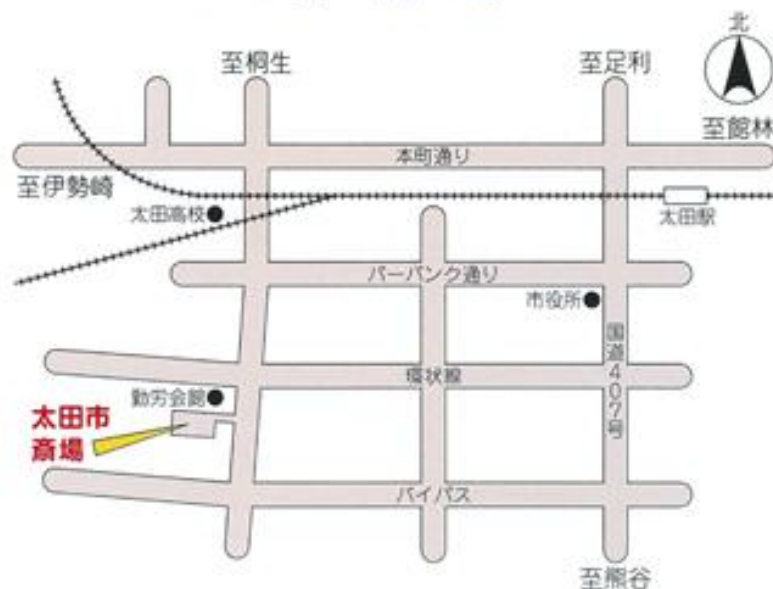 北
至桐生
至足利
至館林
本町通り
至伊勢崎
太田高校
太田駅
バーバンク通り
市役所
国道407号
環状線
勤労会館
太田市
斎場
バイパス
至熊谷